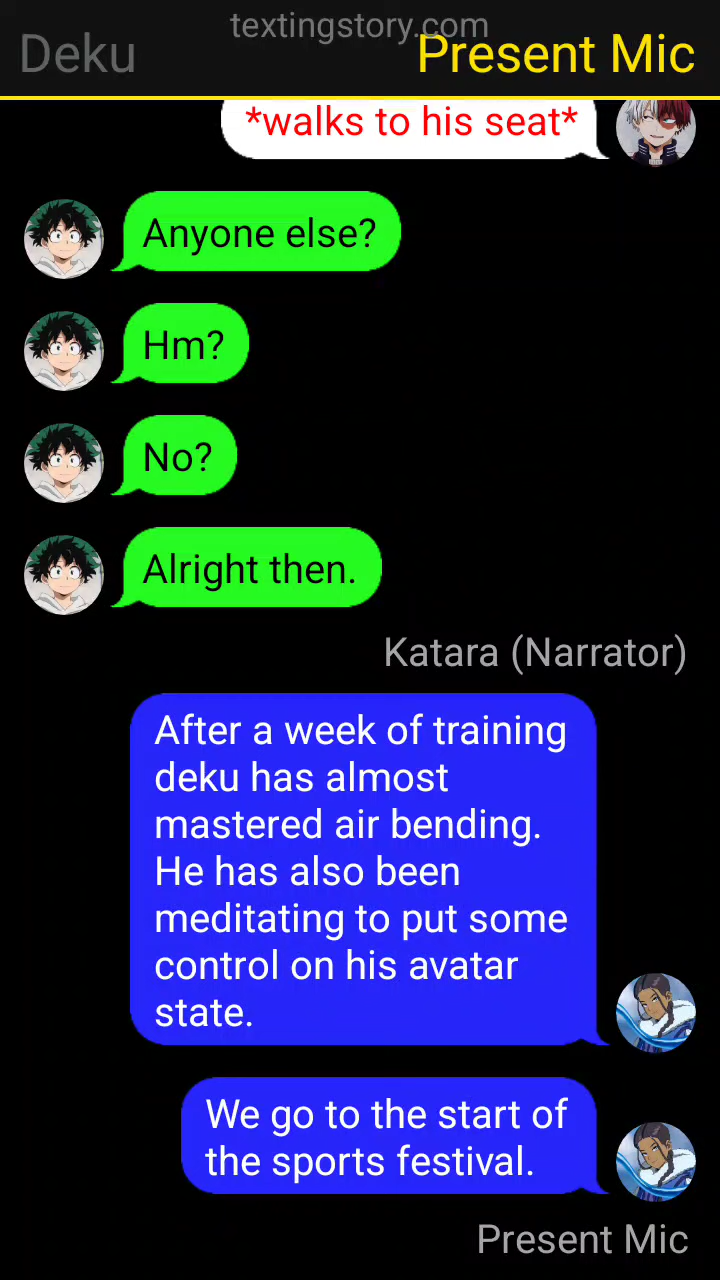 textingstory.com
Deku
Present Mic
*walks to his seat*
Anyone else?
Hm?
No?
Alright then.
Katara (Narrator)
After a week of training
deku has almost
mastered air bending.
He has also been
meditating to put some
control on his avatar
state.
We go to the start of
the sports festival.
Present Mic